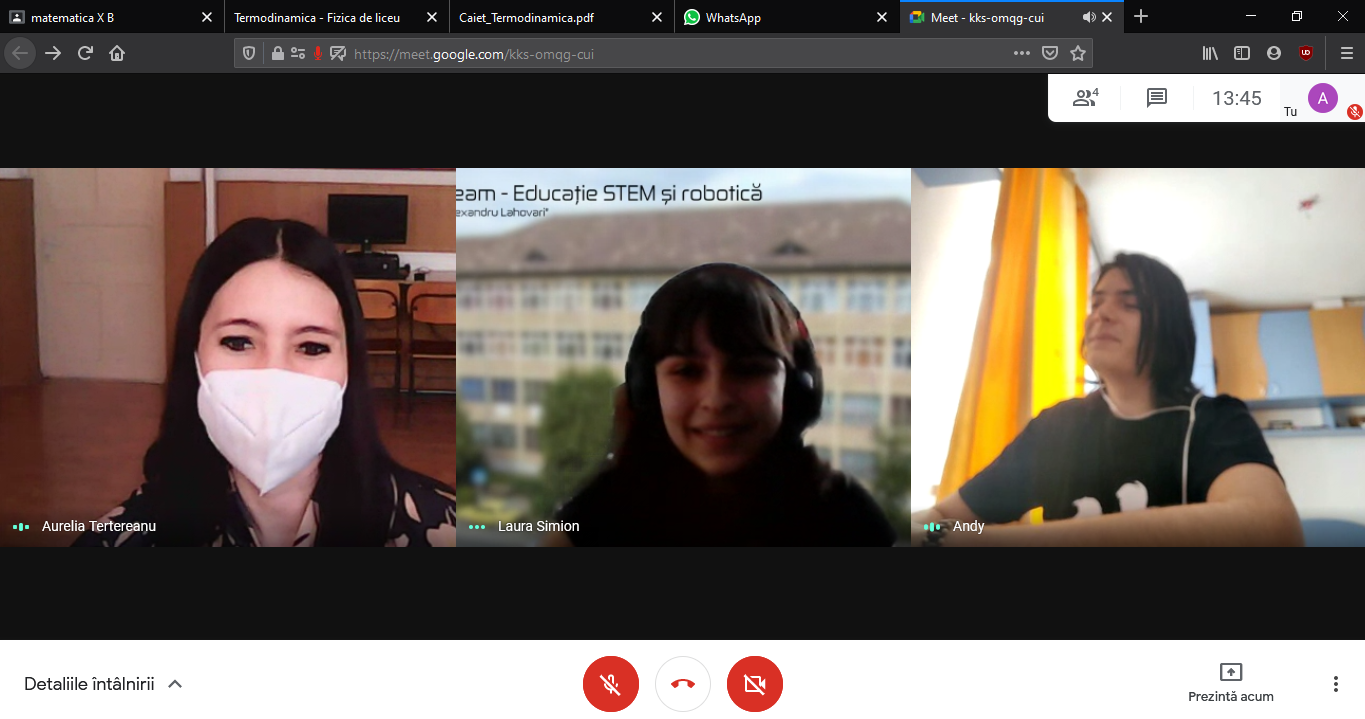 matematica X B
Termodinamica - Fizica de liceu
Caiet_Termodinamica.pdf
WhatsApp
Meet - kks-omqg-cui
https://meet.google.com/kks-omqg-cui
4
13:45
Tu
A
eam - Educație STEM și robotică
exandru Lahovari"
Aurelia Tertereanu
Laura Simion
Andy
Detaliile întâlnirii
Prezintă acum